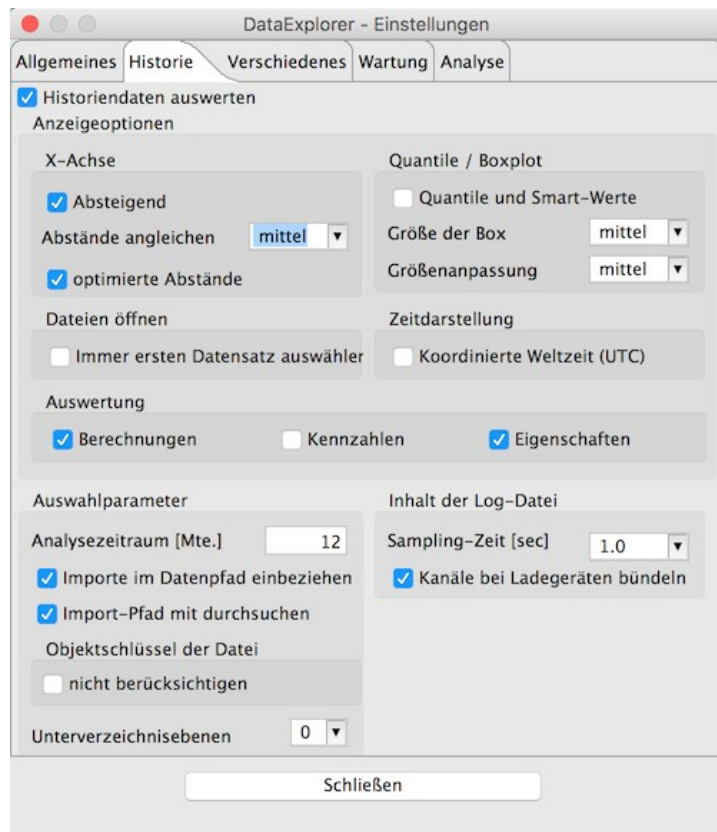 DataExplorer – Einstellungen
Allgemeines Historie Verschiedenes Wartung Analyse
Historiendaten auswerten
Anzeigeoptionen
X-Achse
Absteigend
Abstände angleichen mittel
optimierte Abstände
Quantile / Boxplot
Quantile und Smart-Werte
Größe der Box mittel
Größenanpassung mittel
Dateien öffnen
Immer ersten Datensatz auswähler
Zeitdarstellung
Koordinierte Weltzeit (UTC)
Auswertung
Berechnungen Kennzahlen Eigenschaften
Auswahlparameter
Analysezeitraum [Mte.] 12
Importe im Datenpfad einbeziehen
Import-Pfad mit durchsuchen
Objektschlüssel der Datei
nicht berücksichtigen
Unterverzeichnisebenen 0
Inhalt der Log-Datei
Sampling-Zeit [sec] 1.0
Kanäle bei Ladegeräten bündeln
Schließen